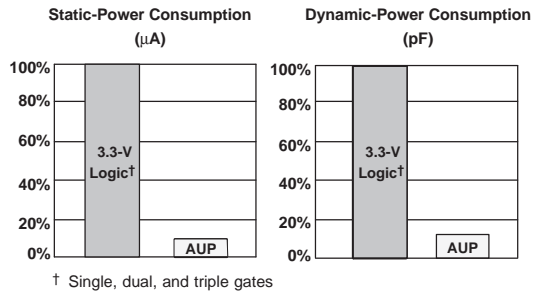 Static-Power Consumption
(μA)
100%
80%
60%
40%
20%
0%
3.3-V
Logic†
AUP
Dynamic-Power Consumption
(pF)
100%
80%
60%
40%
20%
0%
3.3-V
Logic†
AUP
† Single, dual, and triple gates